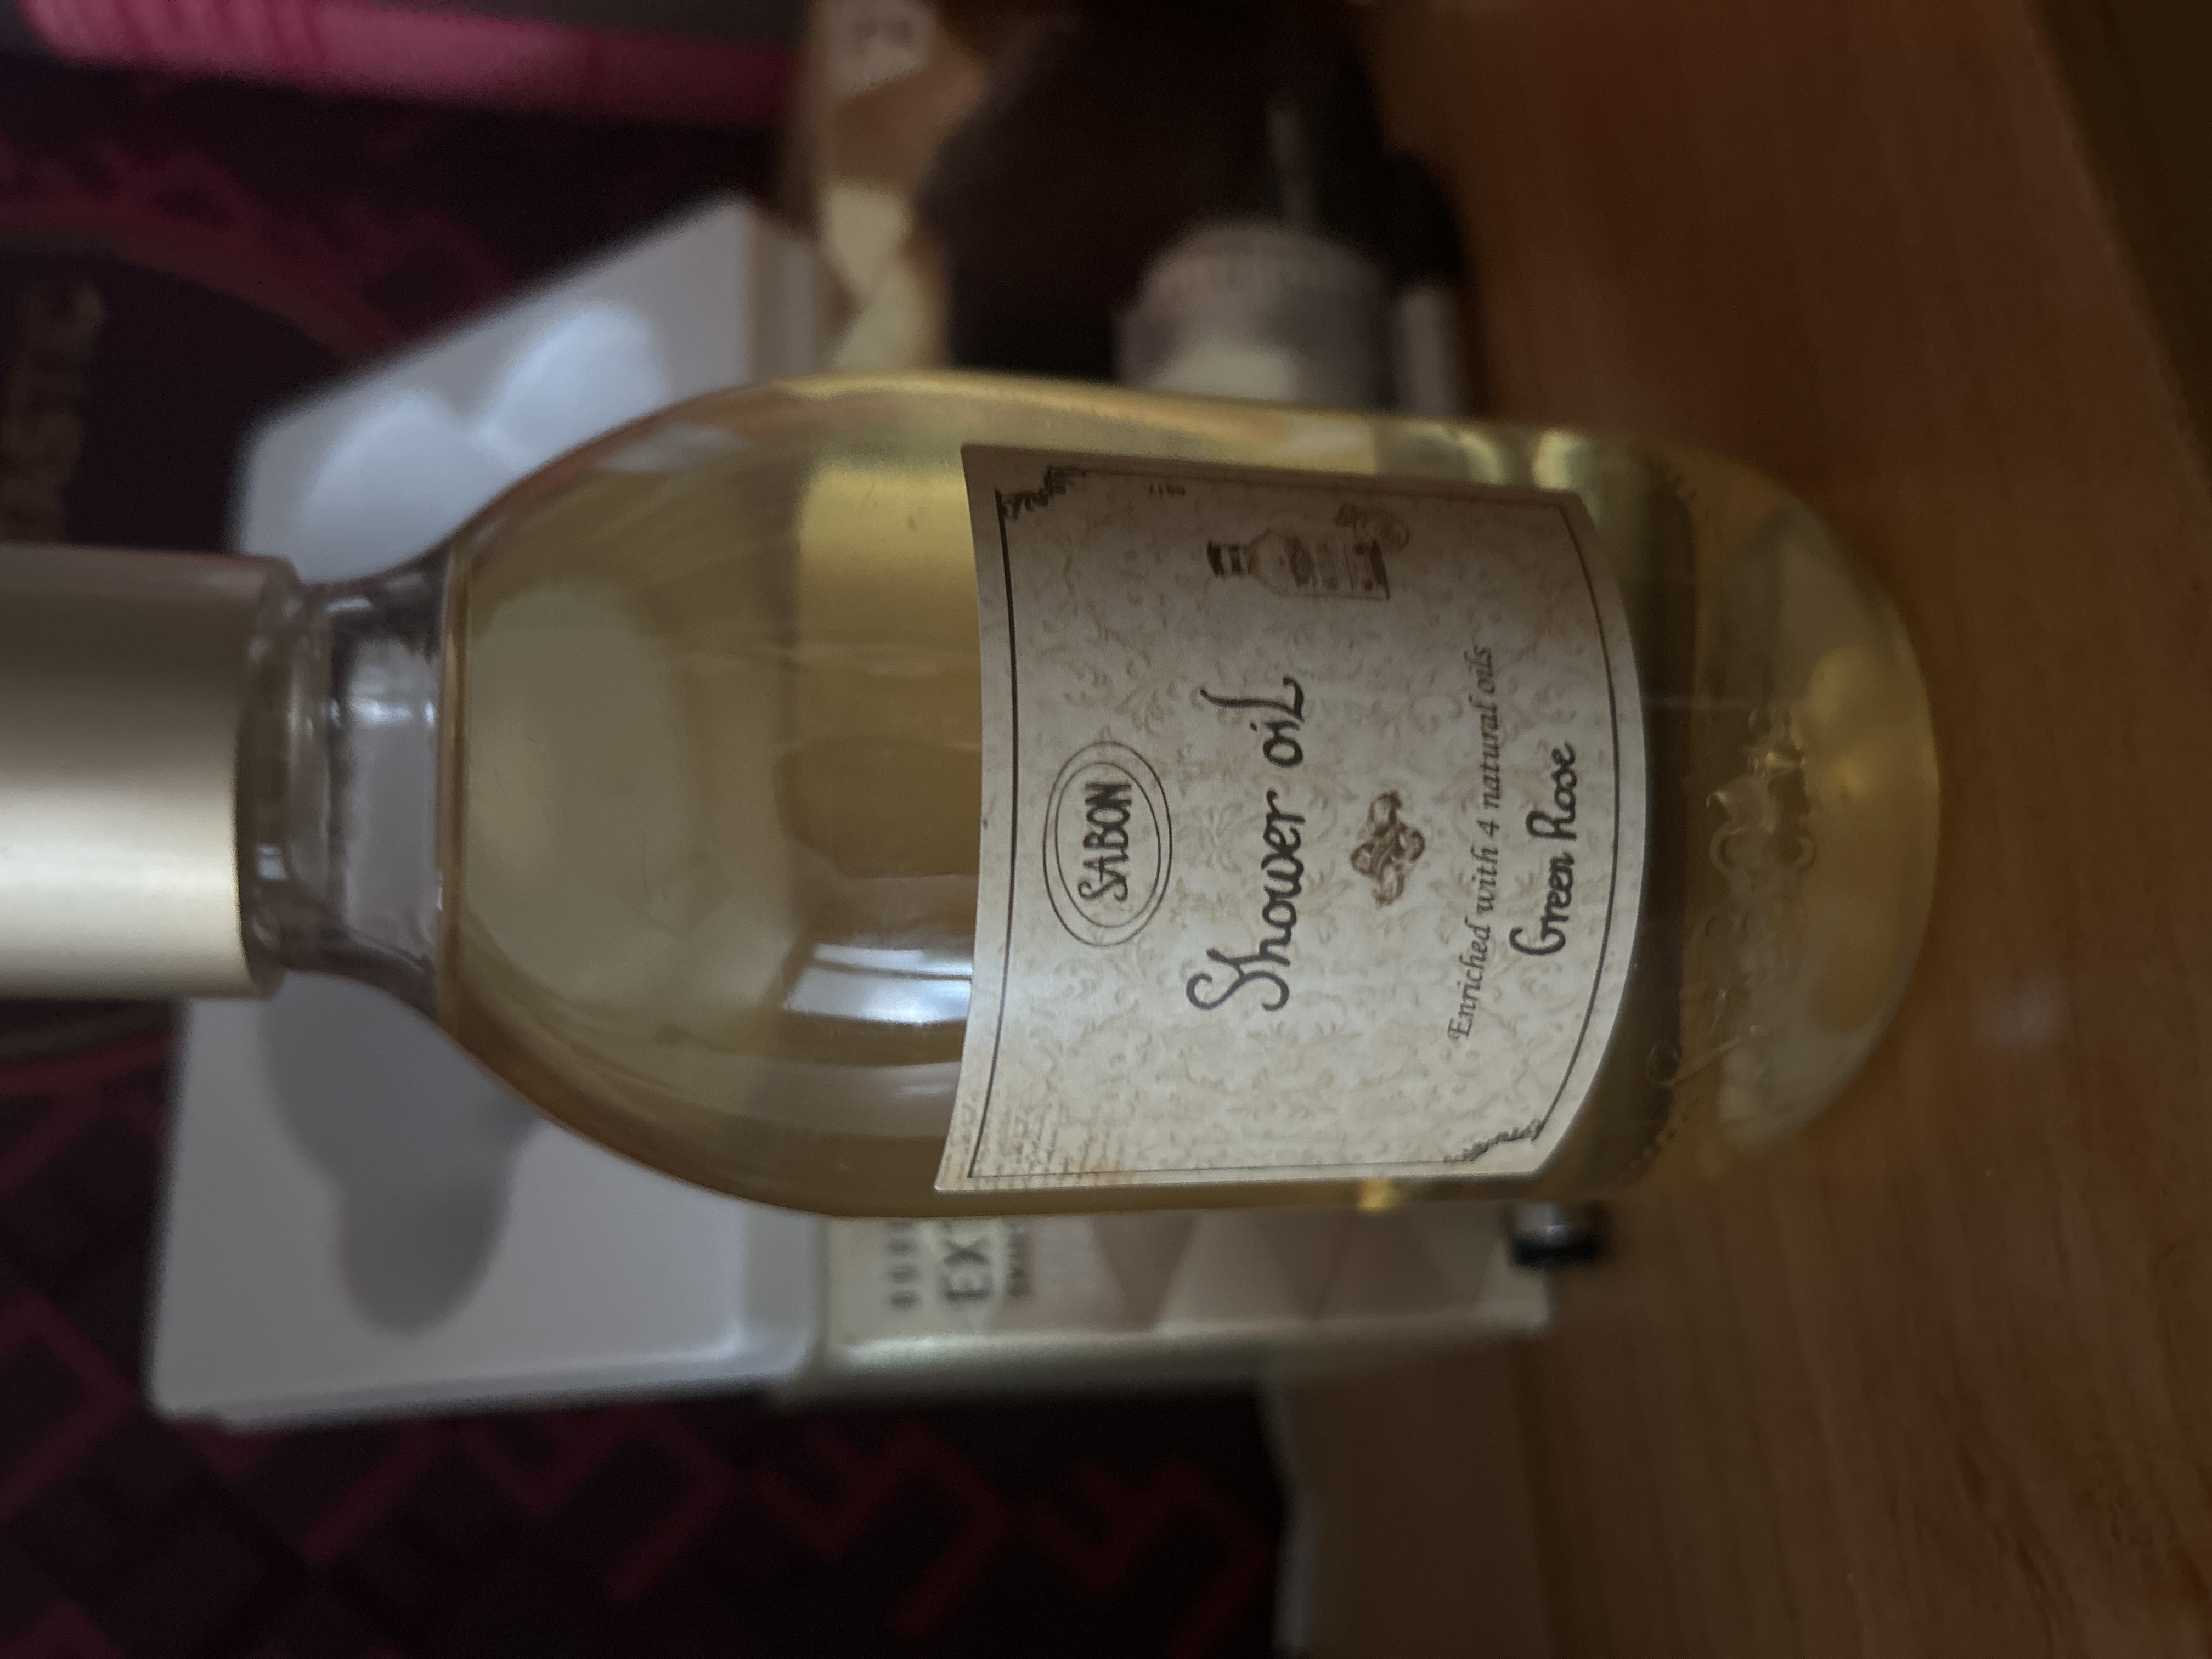 SABON
Shower oil
Enriched with 4 natural oils
Green Rose